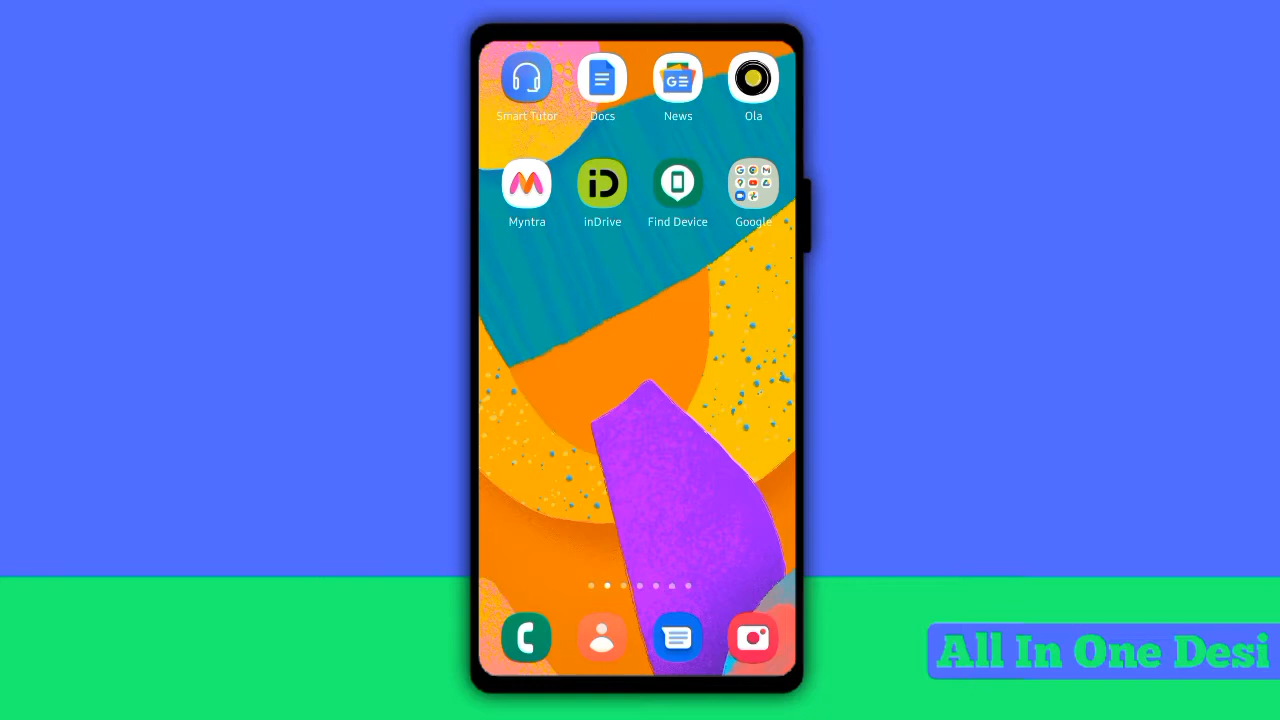 Smart Tutor
Docs
News
Ola
Myntra
inDrive
Find Device
Google
All In One Desi